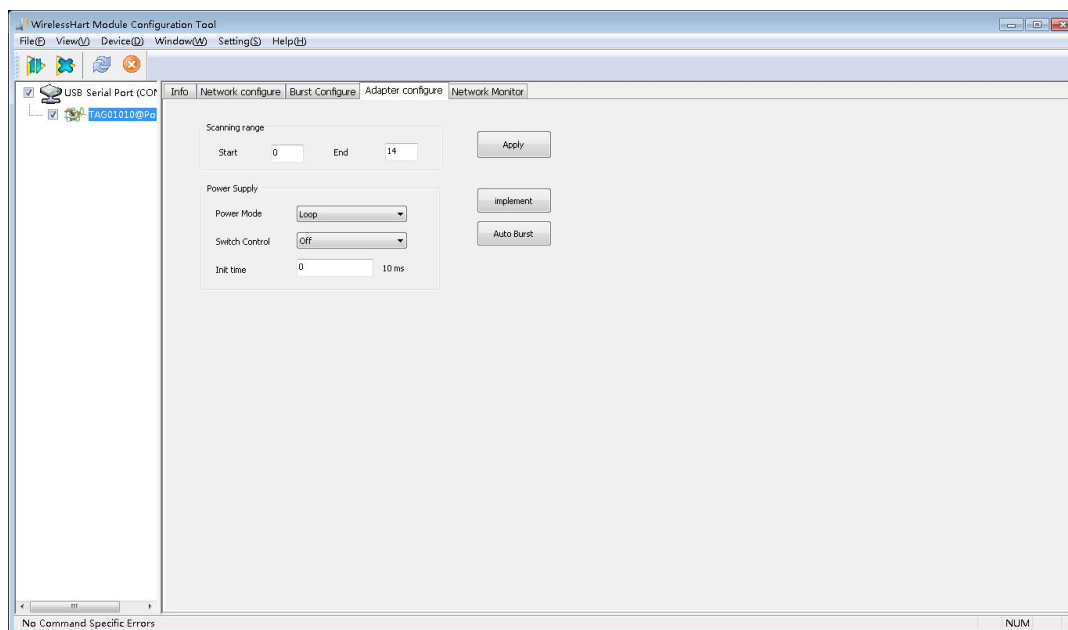 WirelessHart Module Configuration Tool
File(F) View(V) Device(D) Window(W) Setting(S) Help(H)
USB Serial Port (COM
TAG01010@Po
Info Network configure Burst Configure Adapter configure Network Monitor
Scanning range
Start 0 End 14
Apply
Power Supply
Power Mode Loop
implement
Switch Control Off
Auto Burst
Init time 0 10 ms
No Command Specific Errors NUM